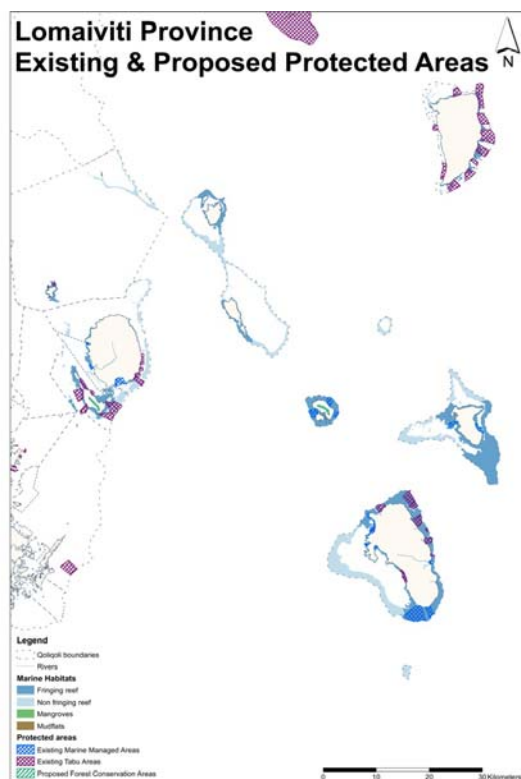 Lomaiviti Province
Existing & Proposed Protected Areas
N
Legend
Qoliqoli boundaries
Rivers
Marine Habitats
Fringing reef
Non fringing reef
Mangroves
Mudflats
Protected areas
Existing Marine Managed Areas
Existing Tabu Areas
Proposed Forest Conservation Areas
0 10 20 30 Kilometers